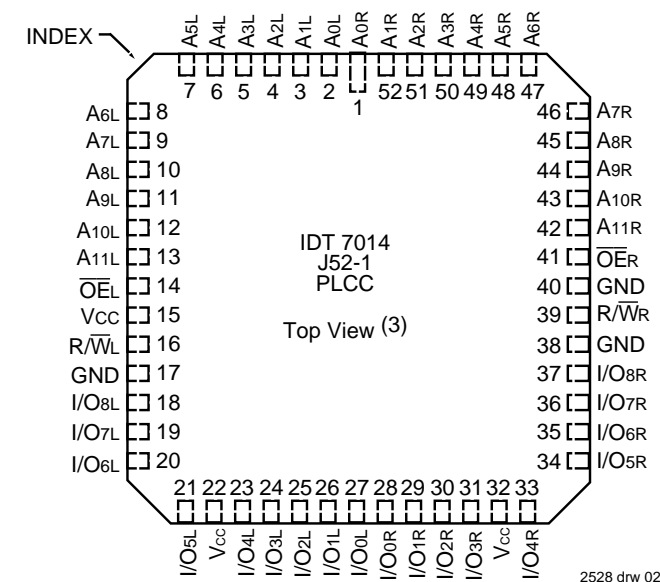 INDEX
A5L A4L A3L A2L A1L A0L A0R A1R A2R A3R A4R A5R A6R
7 6 5 4 3 2 1 52 51 50 49 48 47
A6L 8 46 A7R
A7L 9 45 A8R
A8L 10 44 A9R
A9L 11 43 A10R
A10L 12 42 A11R
A11L 13 41 O̅E̅R
O̅E̅L 14 40 GND
VCC 15 39 R/W̅R
R/W̅L 16 38 GND
GND 17 37 I/O8R
I/O8L 18 36 I/O7R
I/O7L 19 35 I/O6R
I/O6L 20 34 I/O5R
IDT 7014
J52-1
PLCC
Top View (3)
21 22 23 24 25 26 27 28 29 30 31 32 33
I/O5L Vcc I/O4L I/O3L I/O2L I/O1L I/O0L I/O0R I/O1R I/O2R I/O3R Vcc I/O4R
2528 drw 02